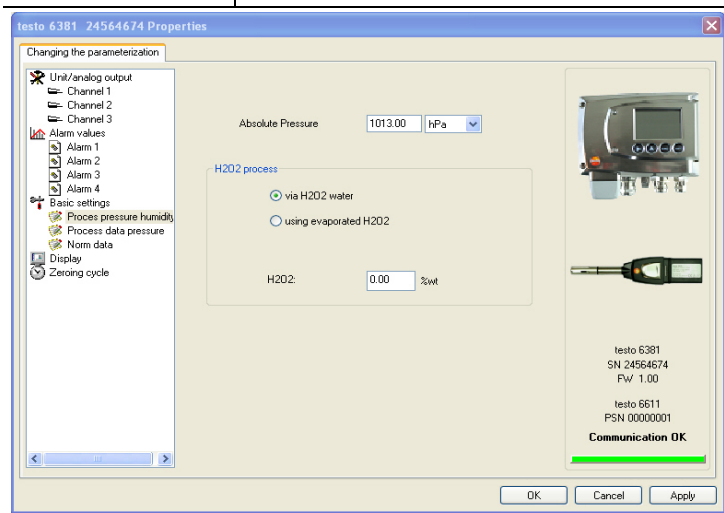 testo 6381 24564674 Properties
Changing the parameterization
Unit/analog output
Channel 1
Channel 2
Channel 3
Alarm values
Alarm 1
Alarm 2
Alarm 3
Alarm 4
Basic settings
Proces pressure humidity
Process data pressure
Norm data
Display
Zeroing cycle
Absolute Pressure 1013.00 hPa
H2O2 process
via H2O2 water
using evaporated H2O2
H2O2: 0.00 %wt
testo 6381
SN 24564674
FW 1.00
testo 6611
PSN 00000001
Communication OK
OK Cancel Apply